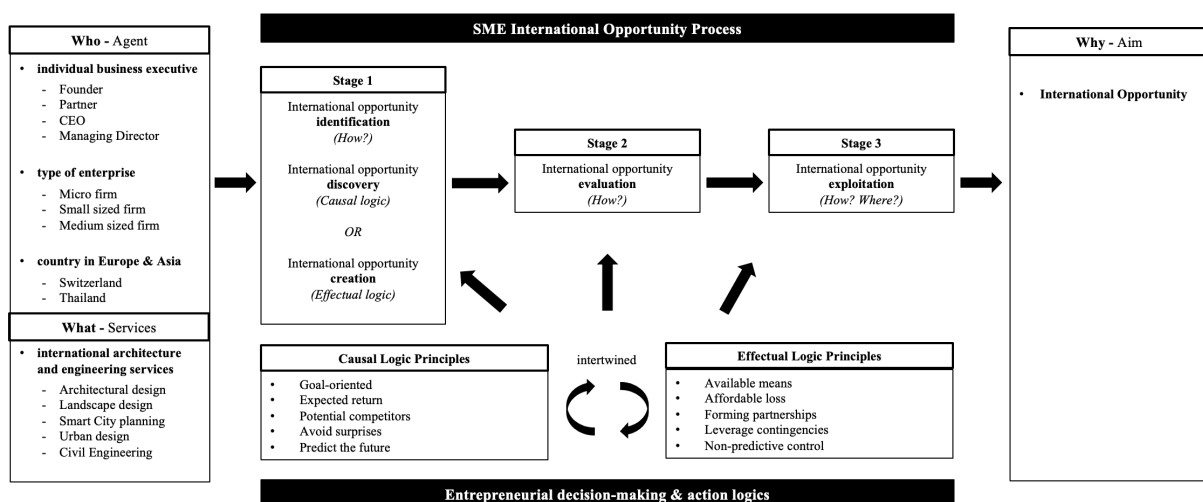 SME International Opportunity Process
Who - Agent
• individual business executive
- Founder
- Partner
- CEO
- Managing Director
• type of enterprise
- Micro firm
- Small sized firm
- Medium sized firm
• country in Europe & Asia
- Switzerland
- Thailand
What - Services
• international architecture
and engineering services
- Architectural design
- Landscape design
- Smart City planning
- Urban design
- Civil Engineering
Stage 1
International opportunity
identification
(How?)
International opportunity
discovery
(Causal logic)
OR
International opportunity
creation
(Effectual logic)
Stage 2
International opportunity
evaluation
(How?)
Stage 3
International opportunity
exploitation
(How? Where?)
Why - Aim
• International Opportunity
Causal Logic Principles
• Goal-oriented
• Expected return
• Potential competitors
• Avoid surprises
• Predict the future
intertwined
Effectual Logic Principles
• Available means
• Affordable loss
• Forming partnerships
• Leverage contingencies
• Non-predictive control
Entrepreneurial decision-making & action logics